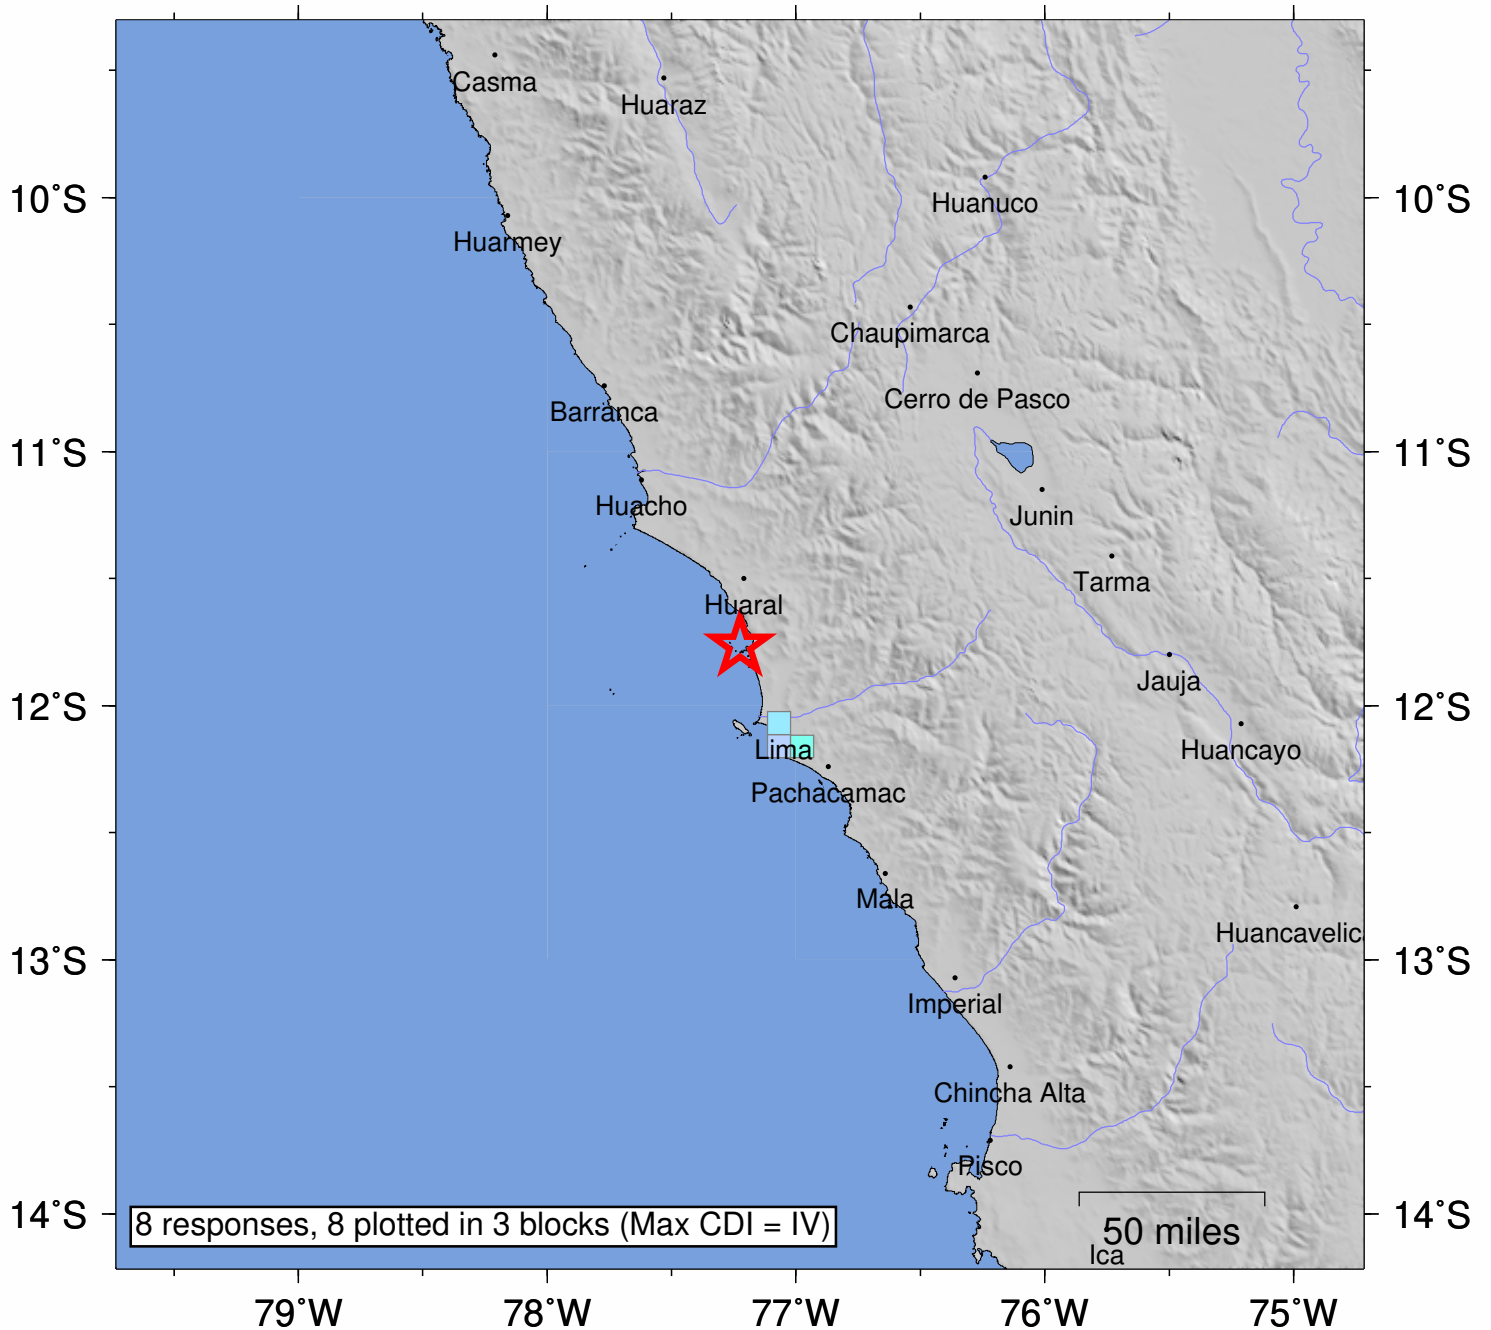 Casma
Huaraz
10°S
10°S
Huanuco
Huarmey
Chaupimarca
Cerro de Pasco
Barranca
11°S
11°S
Huacho
Junin
Tarma
Huaral
Jauja
12°S
12°S
Lima
Huancayo
Pachacamac
Mala
Huancavelic
13°S
13°S
Imperial
Chincha Alta
Pisco
14°S
14°S
8 responses, 8 plotted in 3 blocks (Max CDI = IV)
50 miles
Ica
79°W
78°W
77°W
76°W
75°W